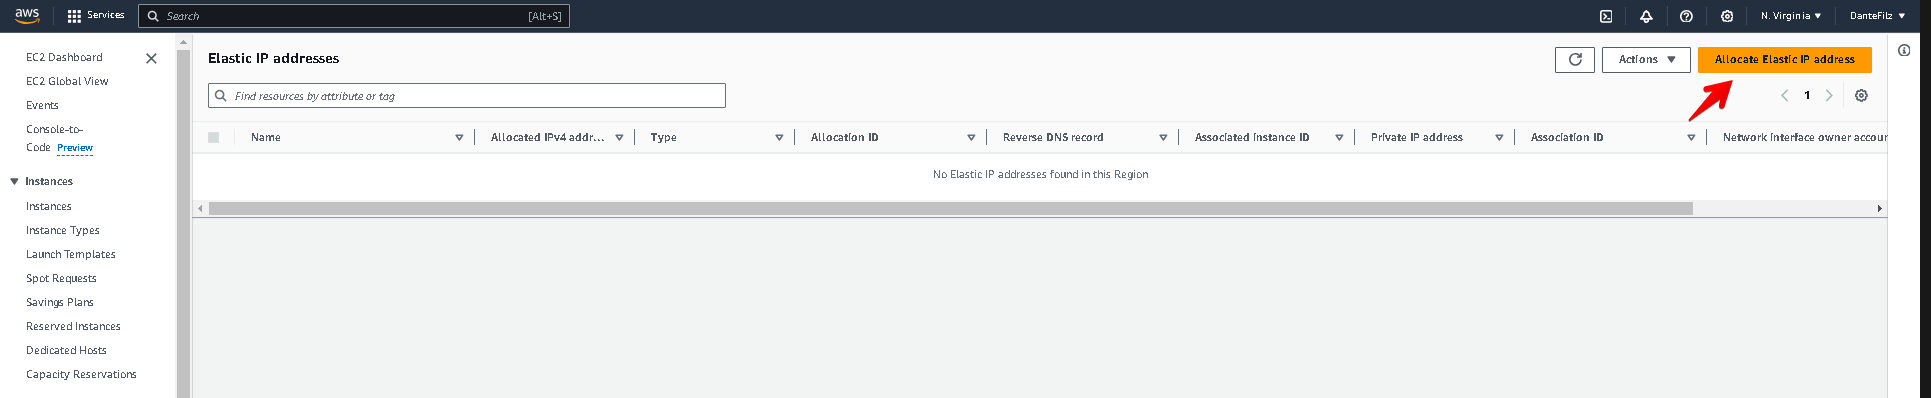 aws Services Search [Alt+S] N. Virginia DanteFilz
EC2 Dashboard
EC2 Global View
Events
Console-to-
Code Preview
Instances
Instances
Instance Types
Launch Templates
Spot Requests
Savings Plans
Reserved Instances
Dedicated Hosts
Capacity Reservations
Elastic IP addresses Actions Allocate Elastic IP address
Find resources by attribute or tag 1
Name Allocated IPv4 addr... Type Allocation ID Reverse DNS record Associated instance ID Private IP address Association ID Network interface owner accoun
No Elastic IP addresses found in this Region